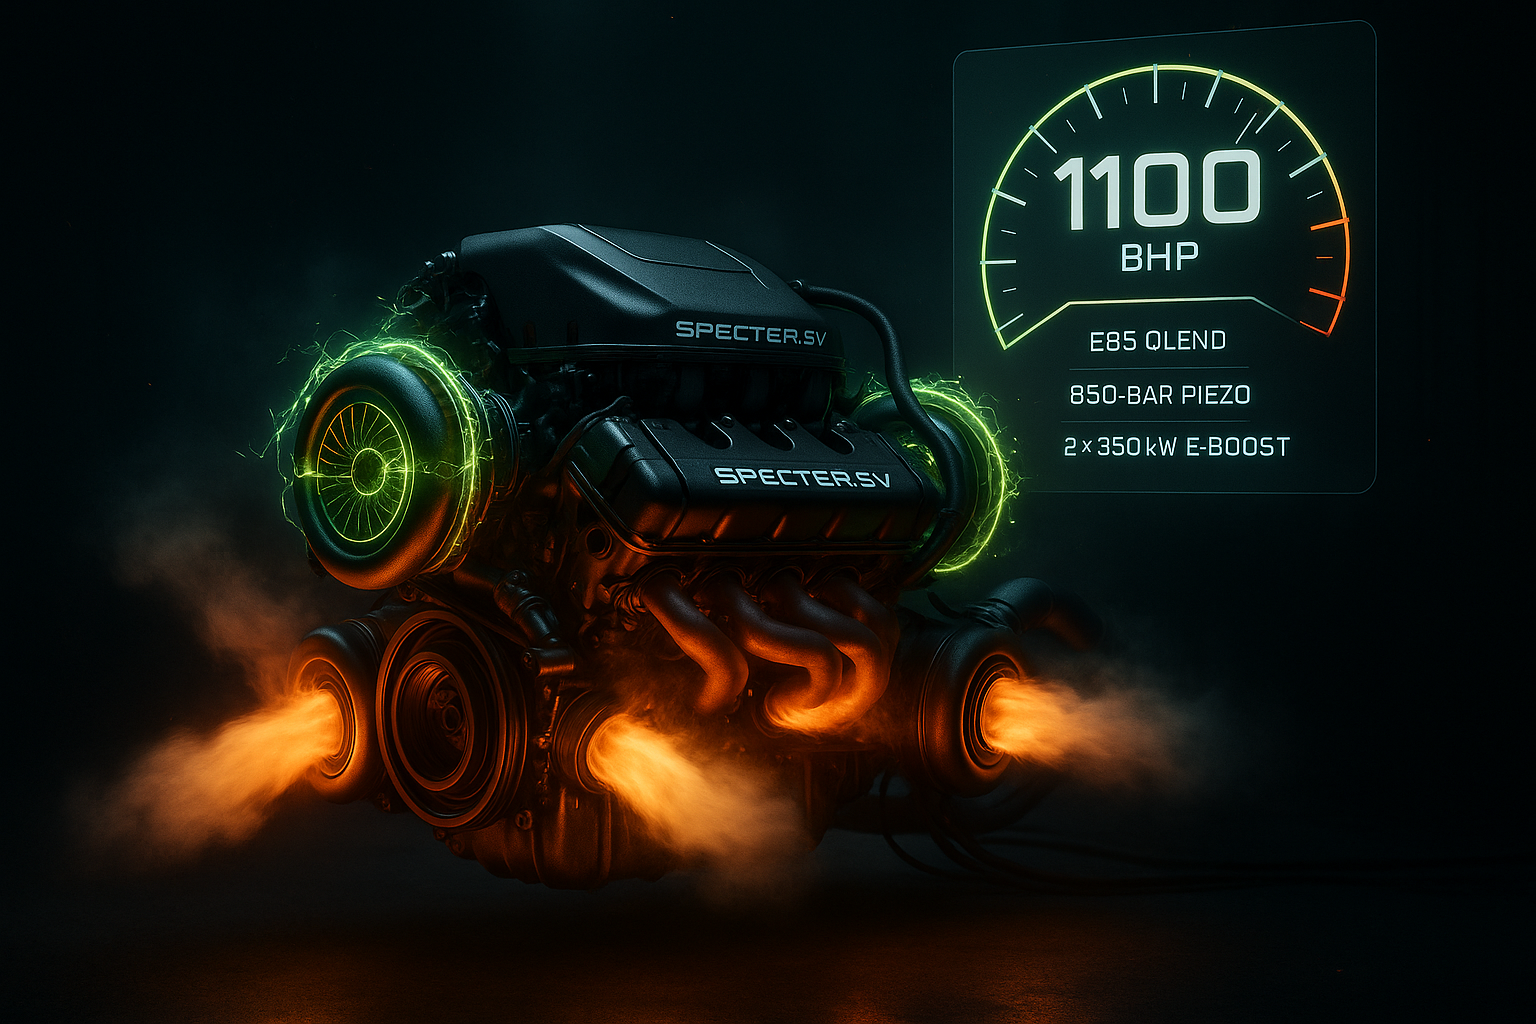 SPECTER.SV
SPECTER.SV
1100
BHP
E85 QLEND
850-BAR PIEZO
2 × 350 kW E-BOOST